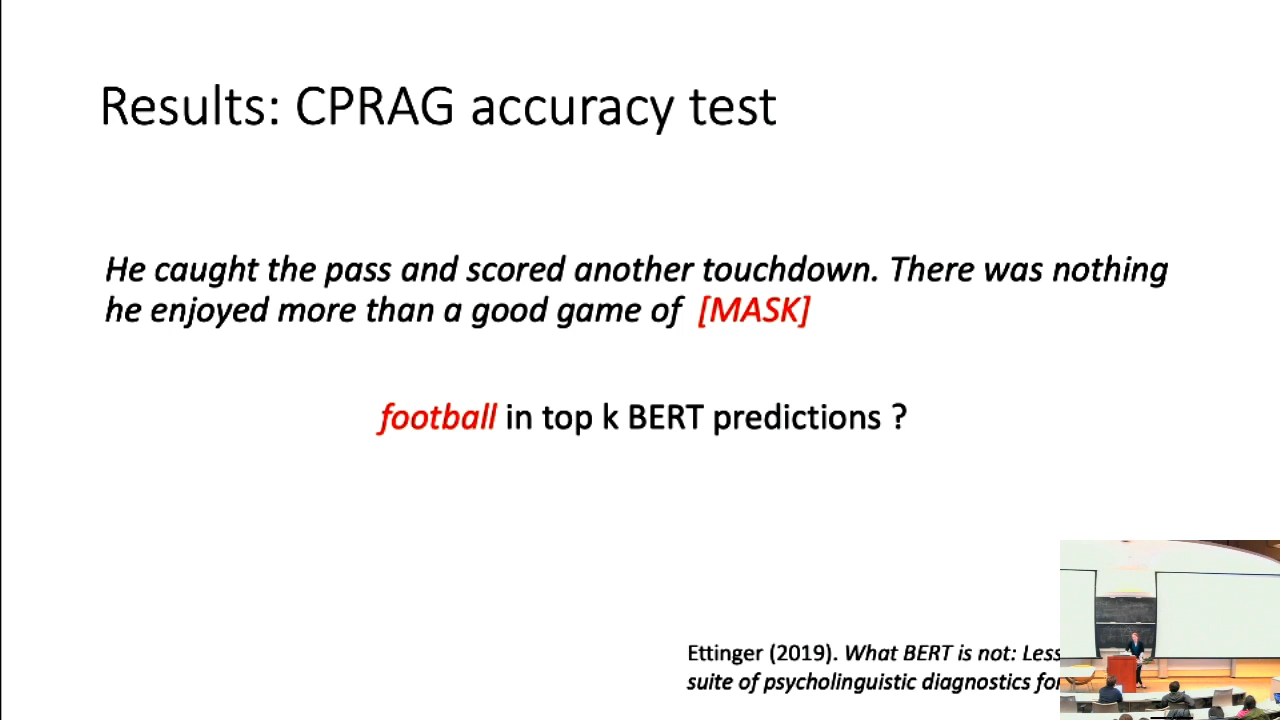 Results: CPRAG accuracy test
He caught the pass and scored another touchdown. There was nothing
he enjoyed more than a good game of [MASK]
football in top k BERT predictions ?
Ettinger (2019). What BERT is not:
suite of psycholinguistic diagnostics